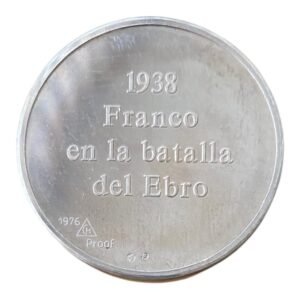 1938
Franco
en la batalla
del Ebro
1976
Proof